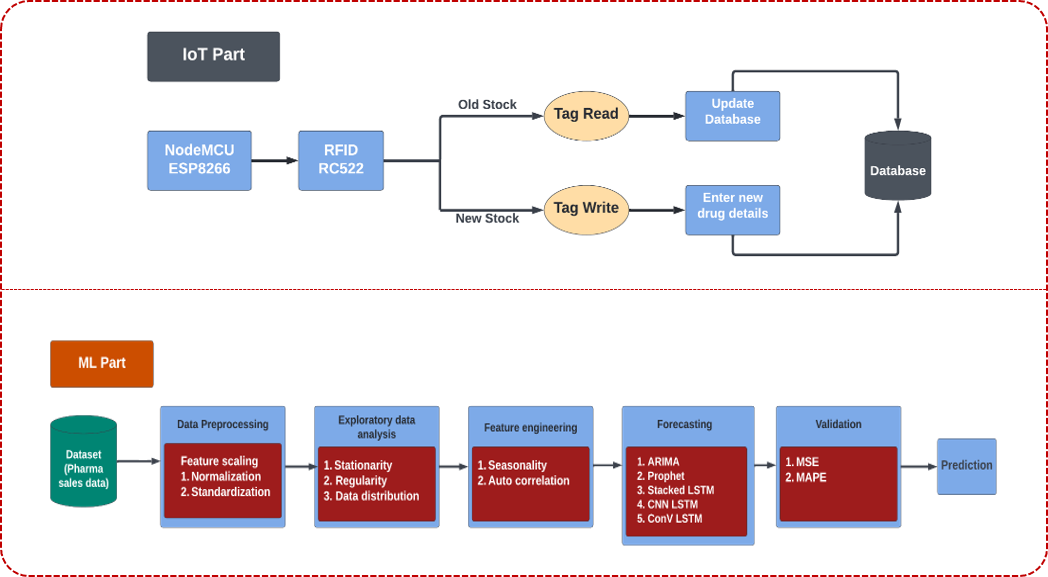 IoT Part
NodeMCU
ESP8266
RFID
RC522
Old Stock
New Stock
Tag Read
Tag Write
Update
Database
Enter new
drug details
Database
ML Part
Dataset
(Pharma
sales data)
Data Preprocessing
Feature scaling
1. Normalization
2. Standardization
Exploratory data
analysis
1. Stationarity
2. Regularity
3. Data distribution
Feature engineering
1. Seasonality
2. Auto correlation
Forecasting
1. ARIMA
2. Prophet
3. Stacked LSTM
4. CNN LSTM
5. ConV LSTM
Validation
1. MSE
2. MAPE
Prediction